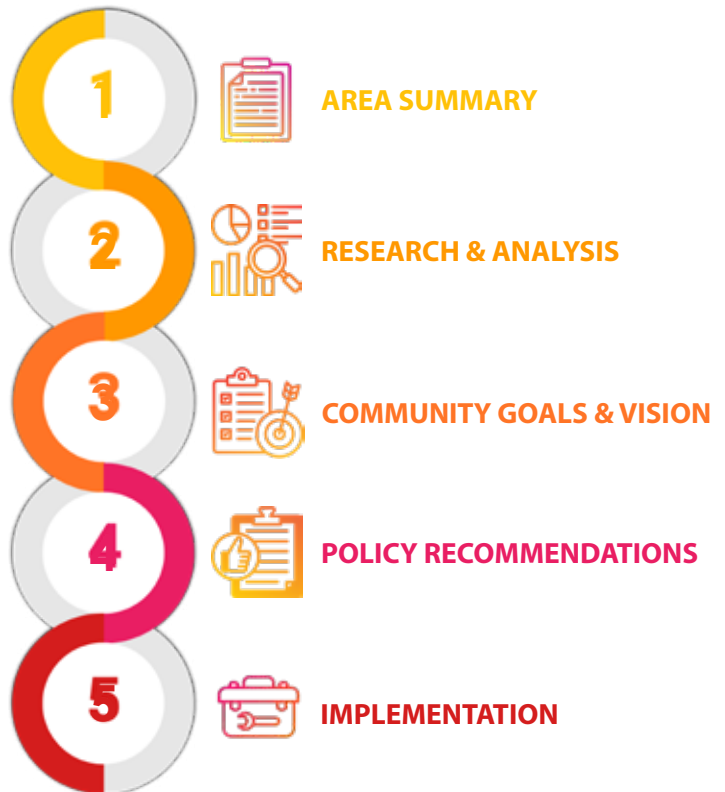 1
AREA SUMMARY
2
RESEARCH & ANALYSIS
3
COMMUNITY GOALS & VISION
4
POLICY RECOMMENDATIONS
5
IMPLEMENTATION